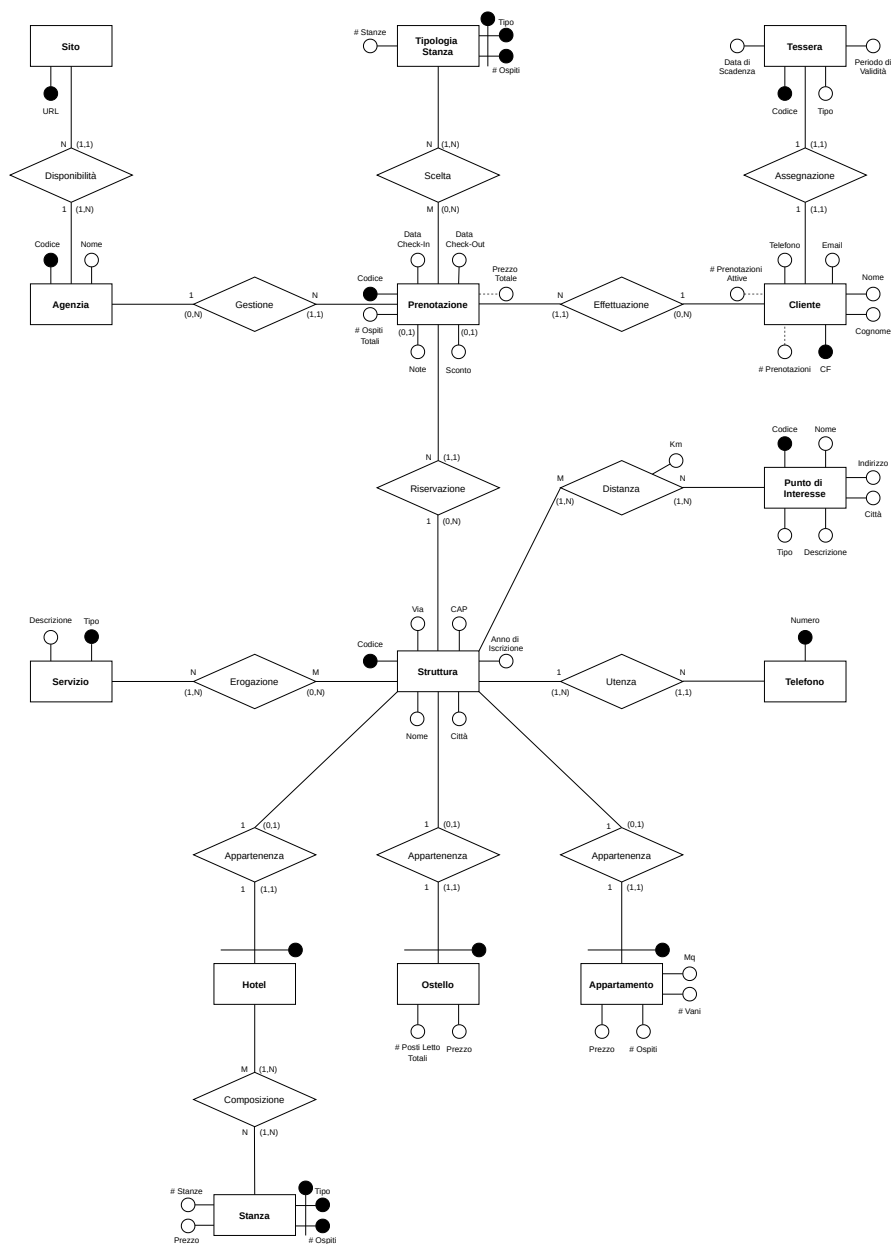 Sito
URL
N (1,1)
Disponibilità
1 (1,N)
Codice
Nome
Agenzia
# Stanze
Tipologia
Stanza
Tipo
# Ospiti
N (1,N)
Scelta
M (0,N)
Tessera
Data di
Scadenza
Periodo di
Validità
Codice
Tipo
1 (1,1)
Assegnazione
1 (1,1)
1
(0,N)
Gestione
N
(1,1)
Data
Check-In
Data
Check-Out
Codice
Prezzo
Totale
Prenotazione
# Ospiti
Totali
(0,1)
(0,1)
Note
Sconto
N
(1,1)
Effettuazione
1
(0,N)
Telefono
Email
# Prenotazioni
Attive
Nome
Cliente
Cognome
# Prenotazioni
CF
N (1,1)
Riservazione
1 (0,N)
M
(1,N)
Distanza
Km
N
(1,N)
Codice
Nome
Indirizzo
Punto di
Interesse
Città
Tipo
Descrizione
Descrizione
Tipo
Servizio
N
(1,N)
Erogazione
M
(0,N)
Via
CAP
Codice
Anno di
Iscrizione
Struttura
Nome
Città
1
(1,N)
Utenza
N
(1,1)
Numero
Telefono
1 (0,1)
Appartenenza
1 (1,1)
1 (0,1)
Appartenenza
1 (1,1)
1 (0,1)
Appartenenza
1 (1,1)
Hotel
Ostello
# Posti Letto
Totali
Prezzo
Appartamento
Mq
# Vani
Prezzo
# Ospiti
M (1,N)
Composizione
N (1,N)
# Stanze
Tipo
Stanza
Prezzo
# Ospiti